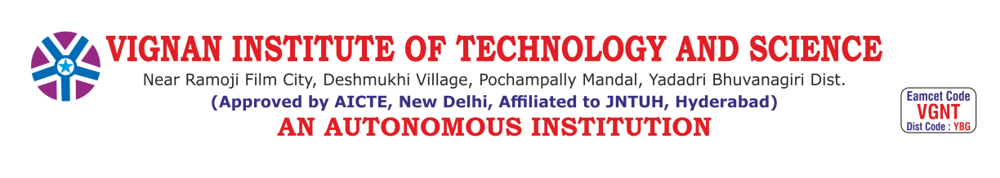 VIGNAN INSTITUTE OF TECHNOLOGY AND SCIENCE
Near Ramoji Film City, Deshmukhi Village, Pochampally Mandal, Yadadri Bhuvanagiri Dist.
(Approved by AICTE, New Delhi, Affiliated to JNTUH, Hyderabad)
AN AUTONOMOUS INSTITUTION
Eamcet Code
VGNT
Dist Code : YBG